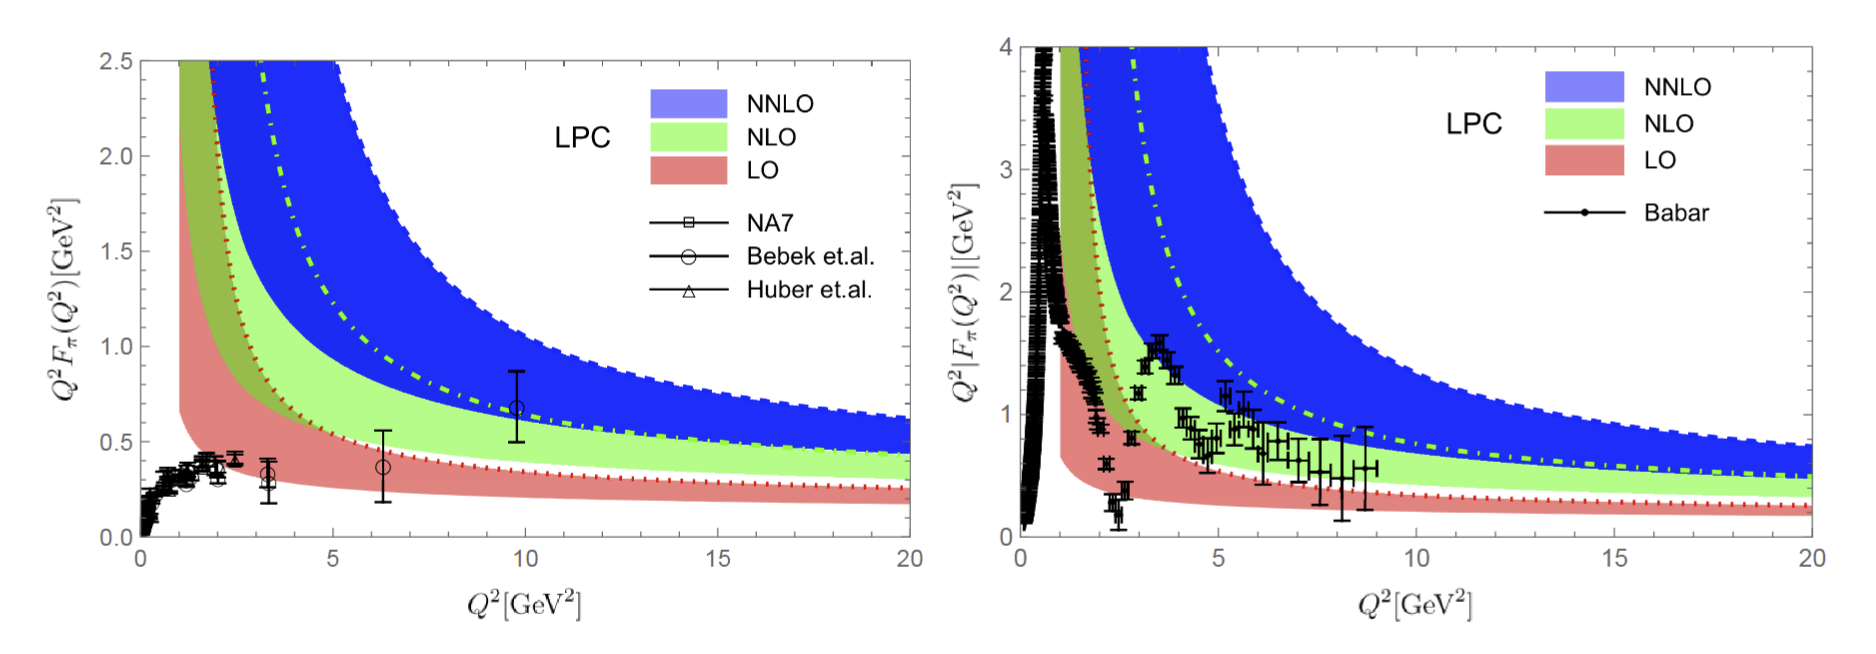 2.5
2.0
1.5
1.0
0.5
0.0
0
5
10
15
20
Q²F_π(Q²)[GeV²]
Q²[GeV²]
LPC
NNLO
NLO
LO
NA7
Bebek et.al.
Huber et.al.
4
3
2
1
0
0
5
10
15
20
Q²|F_π(Q²)|[GeV²]
Q²[GeV²]
LPC
NNLO
NLO
LO
Babar